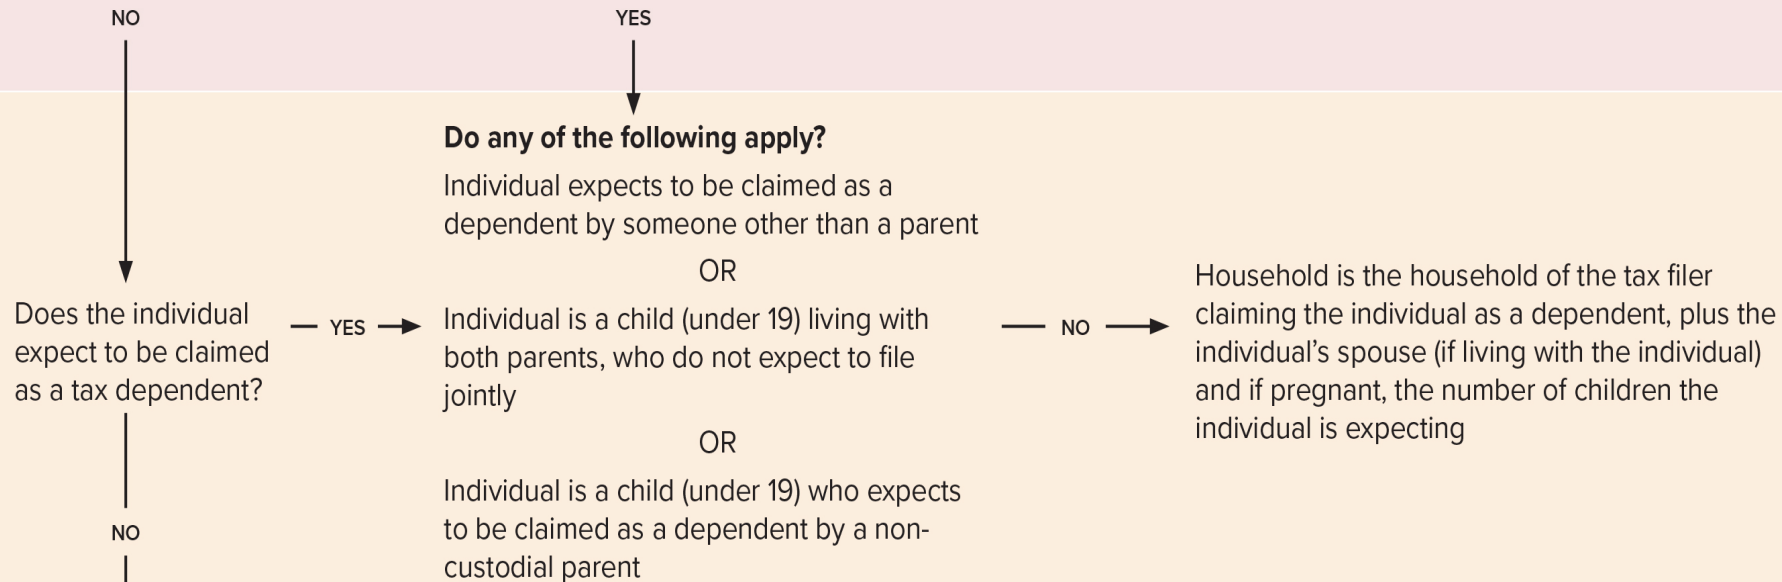 NO
YES
Do any of the following apply?
Individual expects to be claimed as a
dependent by someone other than a parent
OR
Does the individual
expect to be claimed
as a tax dependent?
YES
Individual is a child (under 19) living with
both parents, who do not expect to file
jointly
NO
Household is the household of the tax filer
claiming the individual as a dependent, plus the
individual's spouse (if living with the individual)
and if pregnant, the number of children the
individual is expecting
OR
Individual is a child (under 19) who expects
to be claimed as a dependent by a non-
custodial parent
NO